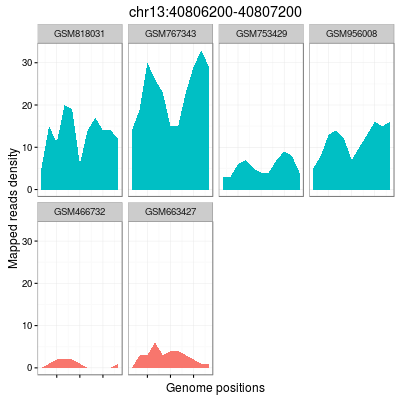 chr13:40806200-40807200
GSM818031 GSM767343 GSM753429 GSM956008
30
20
10
0
GSM466732 GSM663427
30
20
10
0
Mapped reads density
Genome positions